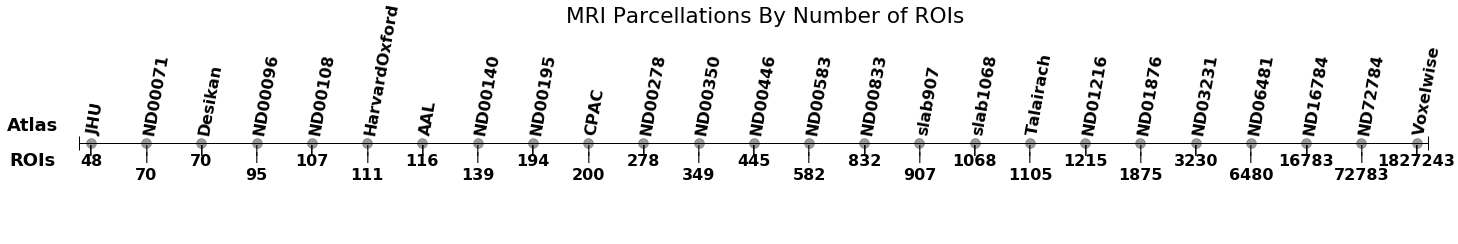 MRI Parcellations By Number of ROIs
Atlas JHU ND00071 Desikan ND00096 ND00108 HarvardOxford AAL ND00140 ND00195 CPAC ND00278 ND00350 ND00446 ND00583 ND00833 slab907 slab1068 Talairach ND01216 ND01876 ND03231 ND06481 ND16784 ND72784 Voxelwise
ROIs 48 70 107 116 194 278 445 832 1068 1215 3230 16783 1827243
70 95 111 139 200 349 582 907 1105 1875 6480 72783